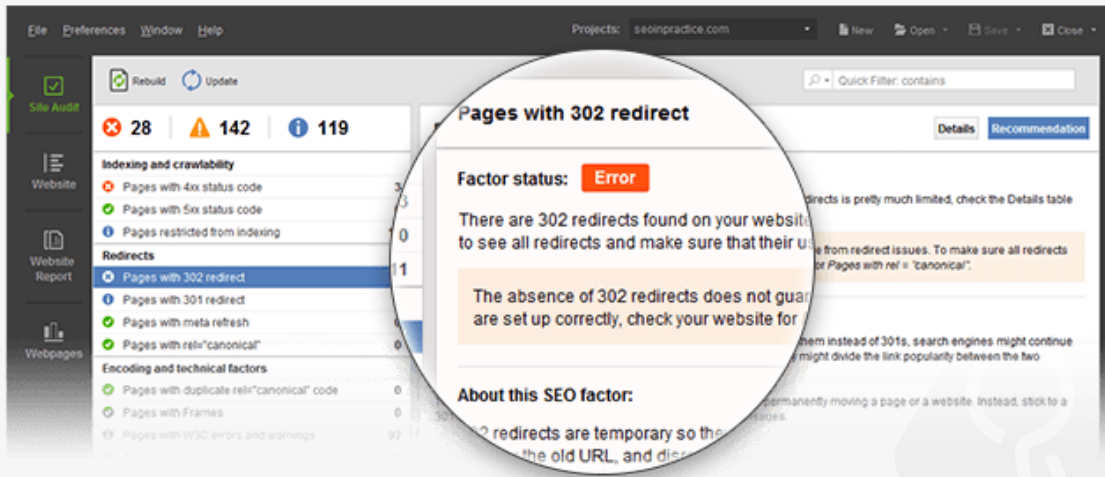 File Preferences Window Help Projects: seoinpractice.com New Open Save Close
Site Audit
Website
Website Report
Webpages
Rebuild Update Quick Filter: contains
28 142 119
Details Recommendation
Indexing and crawlability
Pages with 4xx status code 3
Pages with 5xx status code
Pages restricted from indexing
Redirects
Pages with 302 redirect
Pages with 301 redirect
Pages with meta refresh
Pages with rel="canonical" 0
Encoding and technical factors
Pages with duplicate rel="canonical" code 0
Pages with Frames 0
Pages with W3C errors and warnings 92
Pages with 302 redirect
Factor status: Error
There are 302 redirects found on your website
to see all redirects and make sure that their
The absence of 302 redirects does not
are set up correctly, check your website for
About this SEO factor:
302 redirects are temporary so
the old URL, and
is pretty much limited, check the Details table
from redirect issues. To make sure all redirects
or Pages with rel = "canonical".
them instead of 301s, search engines might continue
might divide the link popularity between the two
permanently moving a page or a website. Instead, stick to a